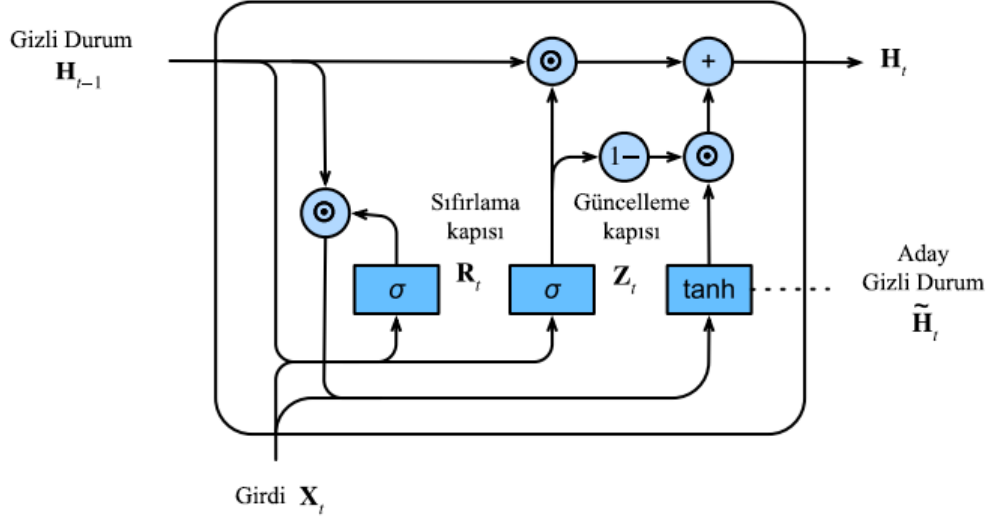 Gizli Durum
H_{t-1}
⊙
+
H_t
1−
⊙
⊙
Sıfırlama
kapısı
R_t
Güncelleme
kapısı
Z_t
σ
σ
tanh
Aday
Gizli Durum
H̃_t
Girdi X_t